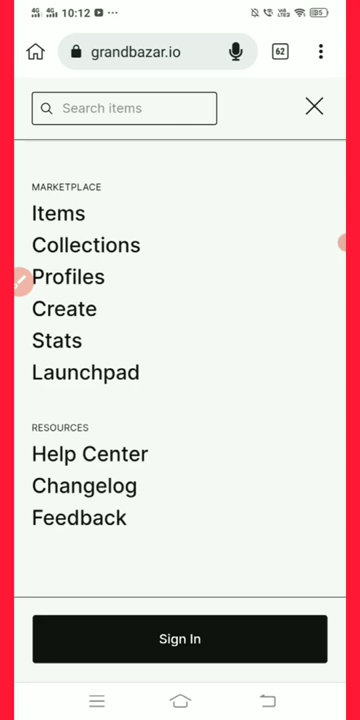 10:12
grandbazar.io
62
Search items
MARKETPLACE
Items
Collections
Profiles
Create
Stats
Launchpad
RESOURCES
Help Center
Changelog
Feedback
Sign In